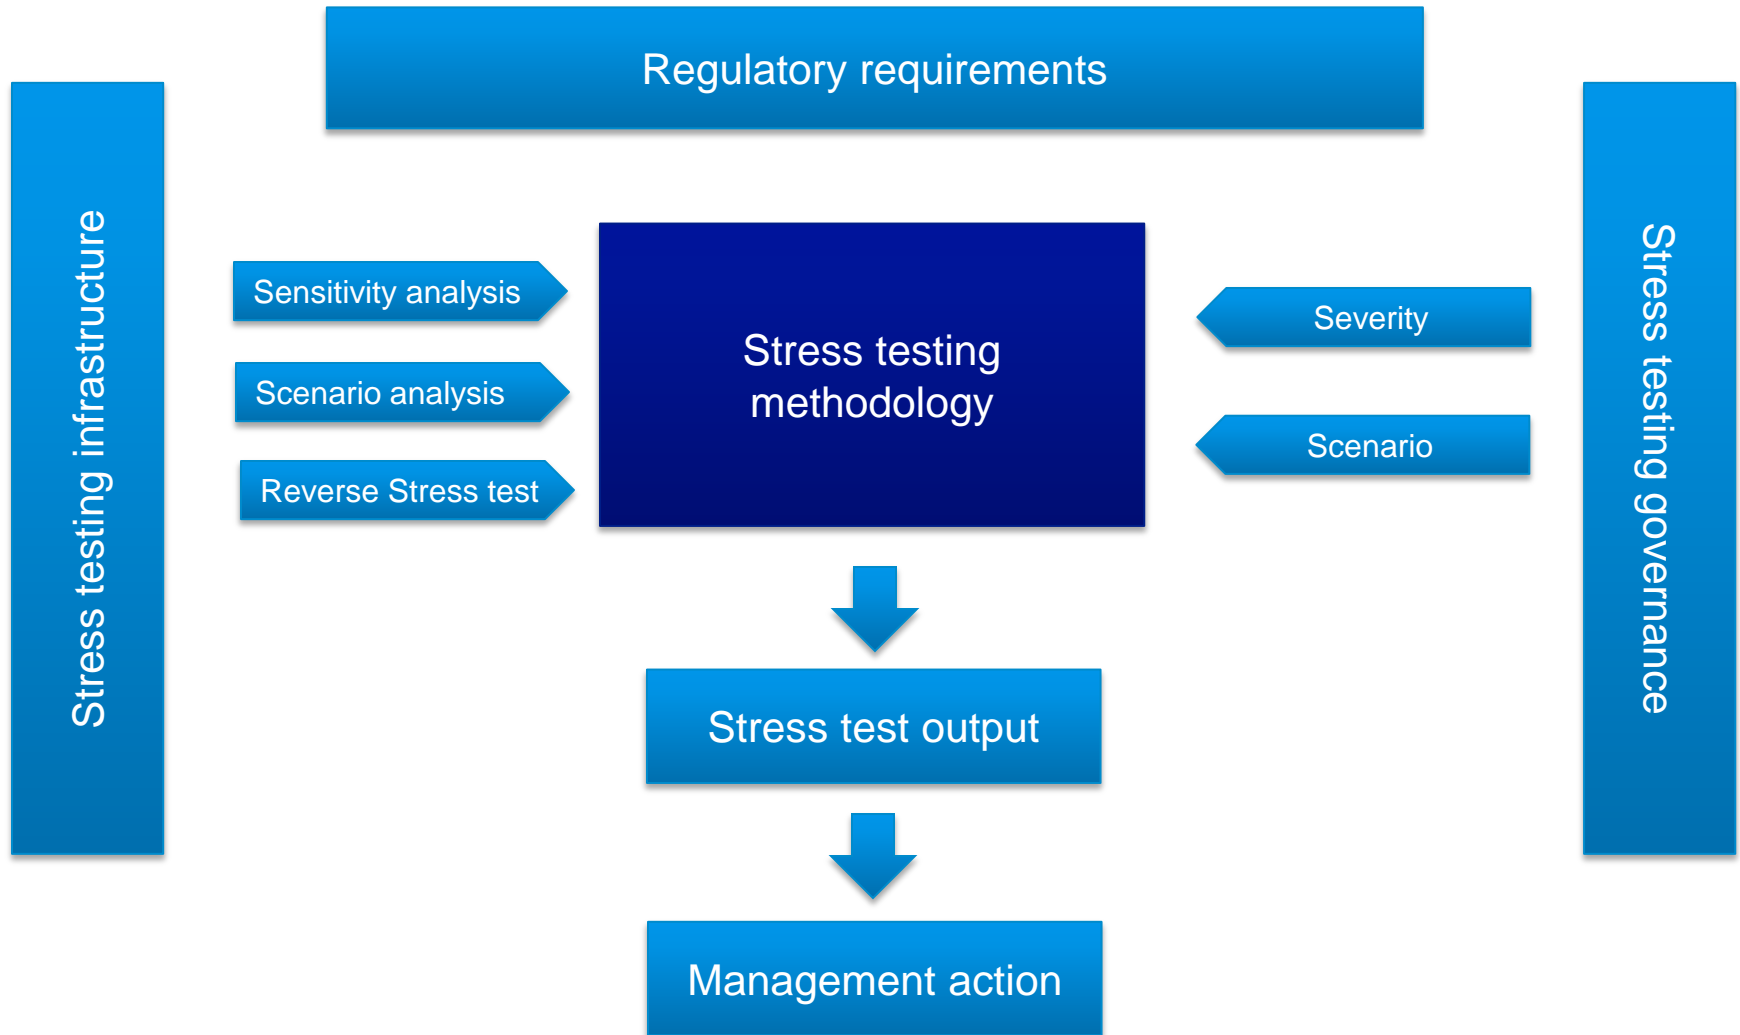 Regulatory requirements
Stress testing infrastructure
Sensitivity analysis
Scenario analysis
Reverse Stress test
Stress testing
methodology
Severity
Scenario
Stress testing governance
Stress test output
Management action